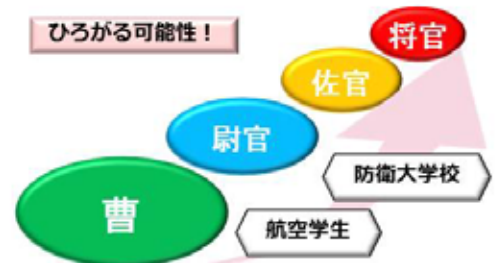 ひろがる可能性！
将官
佐官
尉官
防衛大学校
曹
航空学生